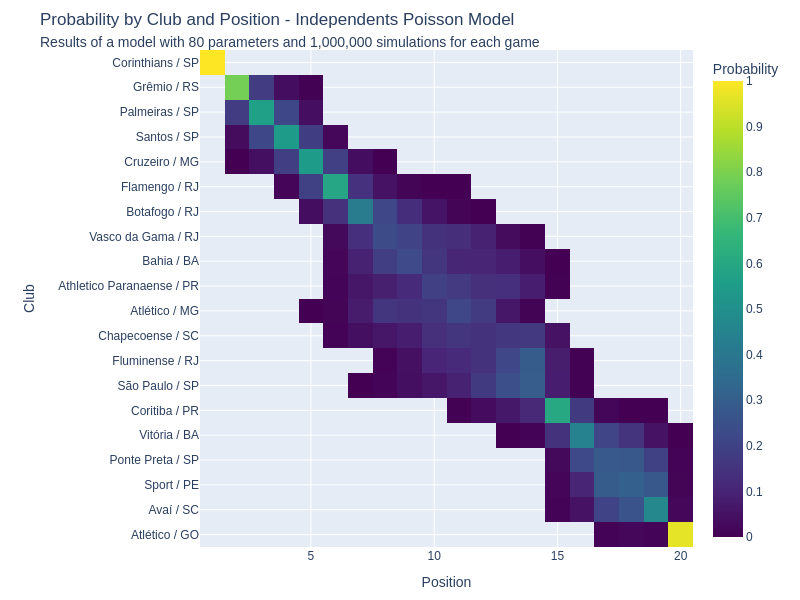 Probability by Club and Position - Independents Poisson Model
Results of a model with 80 parameters and 1,000,000 simulations for each game
Probability
Corinthians / SP
Grêmio / RS
Palmeiras / SP
Santos / SP
Cruzeiro / MG
Flamengo / RJ
Botafogo / RJ
Vasco da Gama / RJ
Bahia / BA
Athletico Paranaense / PR
Atlético / MG
Chapecoense / SC
Fluminense / RJ
São Paulo / SP
Coritiba / PR
Vitória / BA
Ponte Preta / SP
Sport / PE
Avaí / SC
Atlético / GO
Club
5
10
15
20
Position
1
0.9
0.8
0.7
0.6
0.5
0.4
0.3
0.2
0.1
0